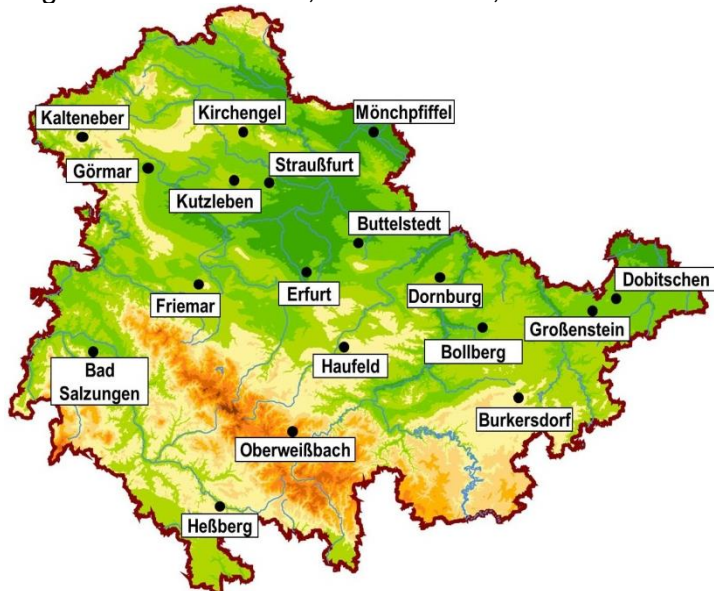 Kirchengel
Mönchpfiffel
Kalteneber
Görmar
Straußfurt
Kutzleben
Buttelstedt
Dobitschen
Friemar
Erfurt
Dornburg
Großenstein
Bollberg
Haufeld
Bad
Salzungen
Burkersdorf
Oberweißbach
Heßberg